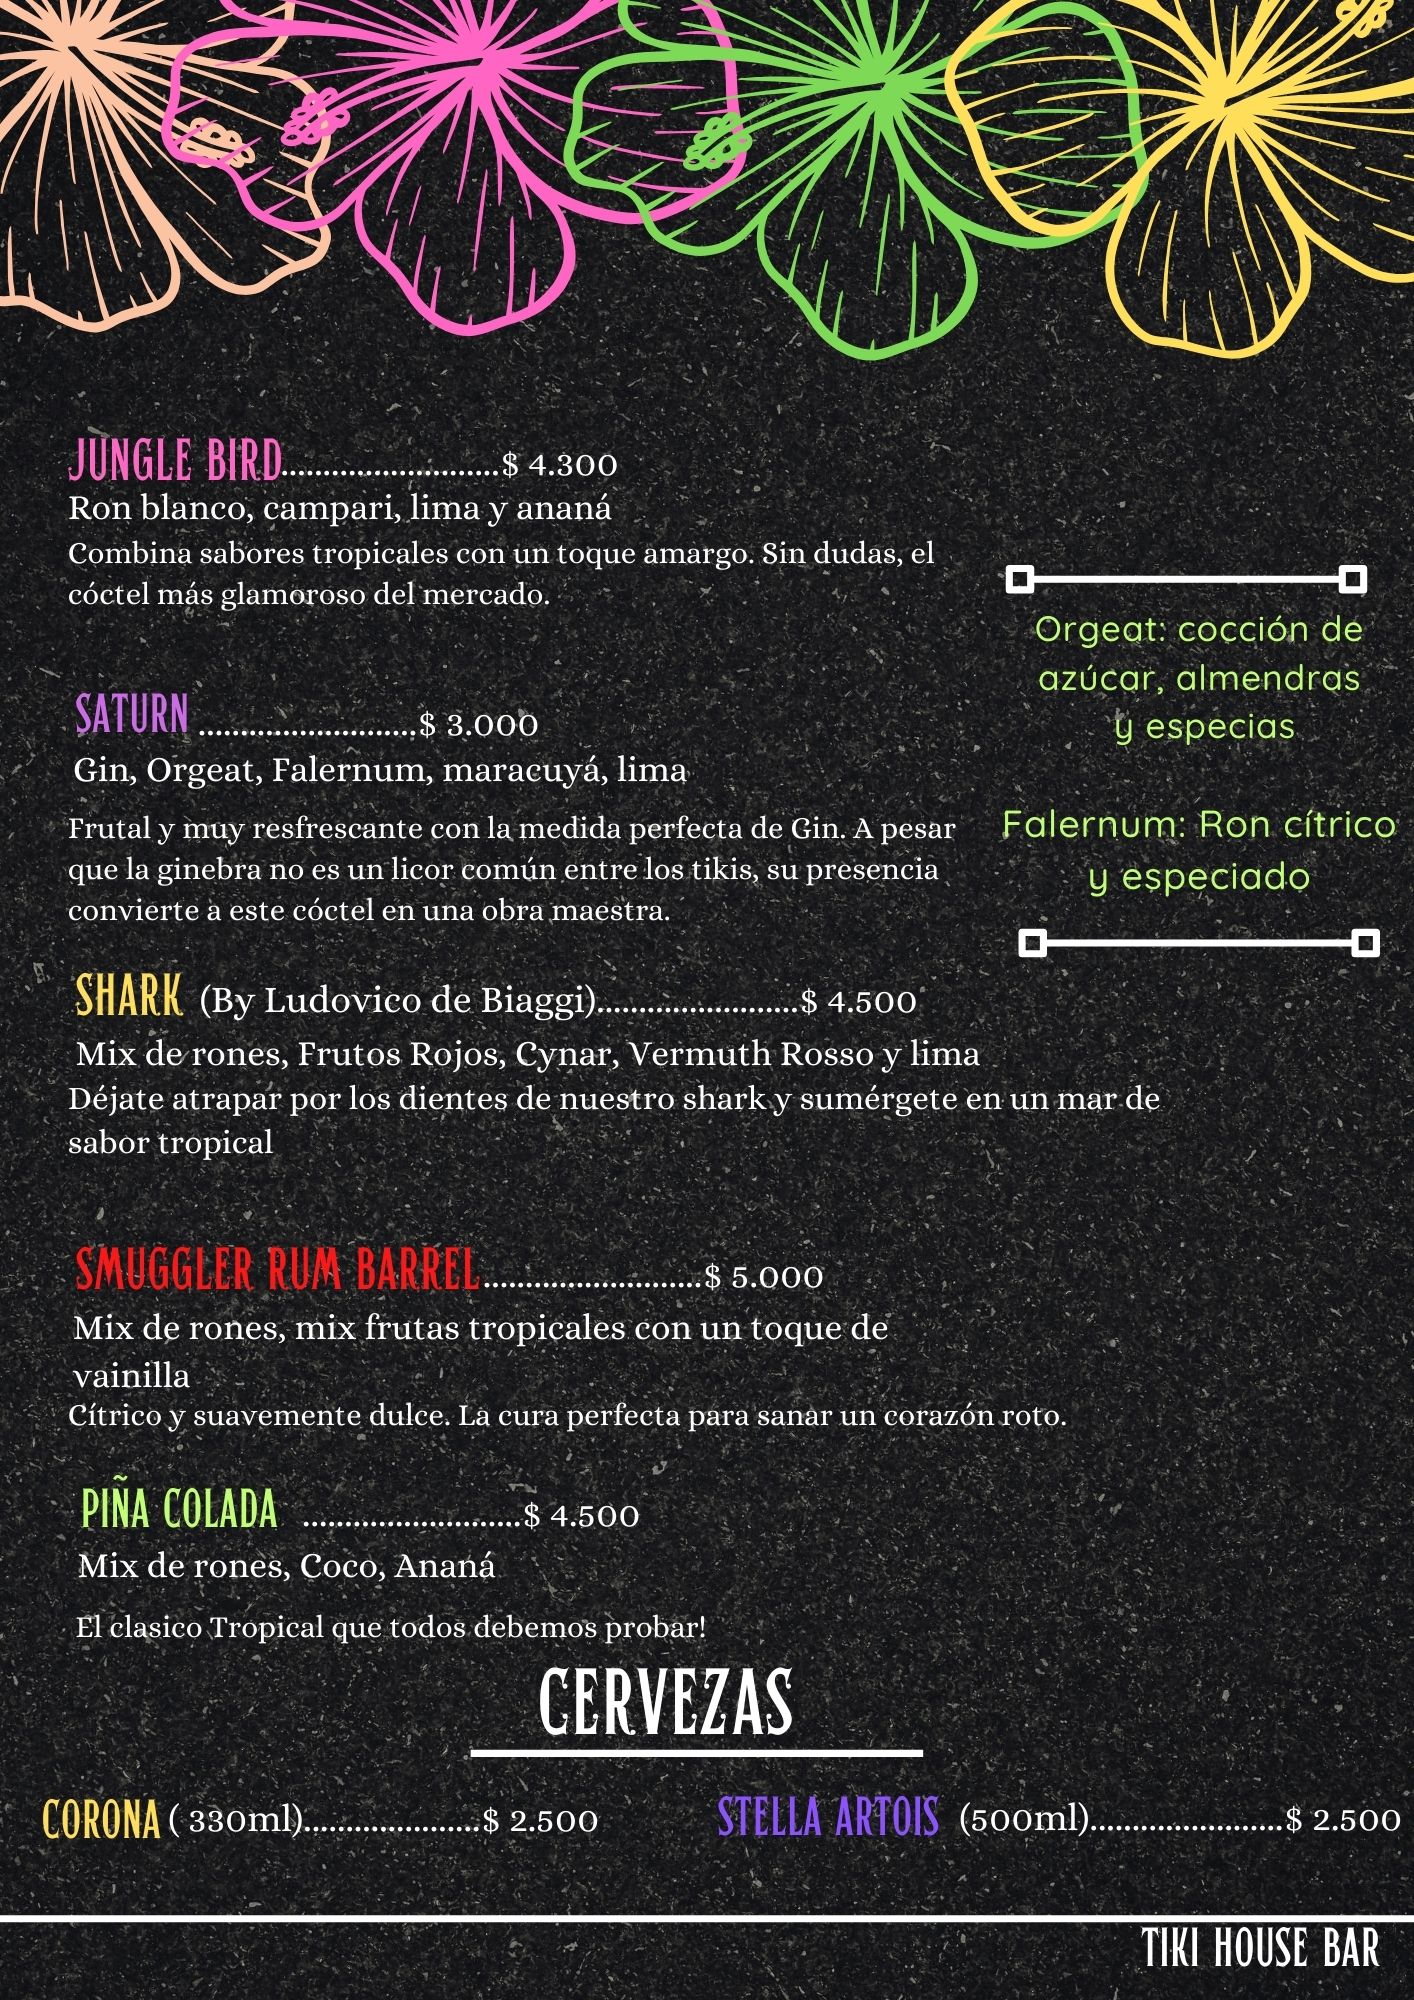 JUNGLE BIRD..........................$ 4.300
Ron blanco, campari, lima y ananá
Combina sabores tropicales con un toque amargo. Sin dudas, el
cóctel más glamoroso del mercado.
SATURN ..........................$ 3.000
Gin, Orgeat, Falernum, maracuyá, lima
Frutal y muy resfrescante con la medida perfecta de Gin. A pesar
que la ginebra no es un licor común entre los tikis, su presencia
convierte a este cóctel en una obra maestra.
Orgeat: cocción de
azúcar, almendras
y especias
Falernum: Ron cítrico
y especiado
SHARK (By Ludovico de Biaggi)........................$ 4.500
Mix de rones, Frutos Rojos, Cynar, Vermuth Rosso y lima
Déjate atrapar por los dientes de nuestro shark y sumérgete en un mar de
sabor tropical
SMUGGLER RUM BARREL..........................$ 5.000
Mix de rones, mix frutas tropicales con un toque de
vainilla
Cítrico y suavemente dulce. La cura perfecta para sanar un corazón roto.
PIÑA COLADA ..........................$ 4.500
Mix de rones, Coco, Ananá
El clasico Tropical que todos debemos probar!
CERVEZAS
CORONA ( 330ml).....................$ 2.500
STELLA ARTOIS (500ml).......................$ 2.500
TIKI HOUSE BAR